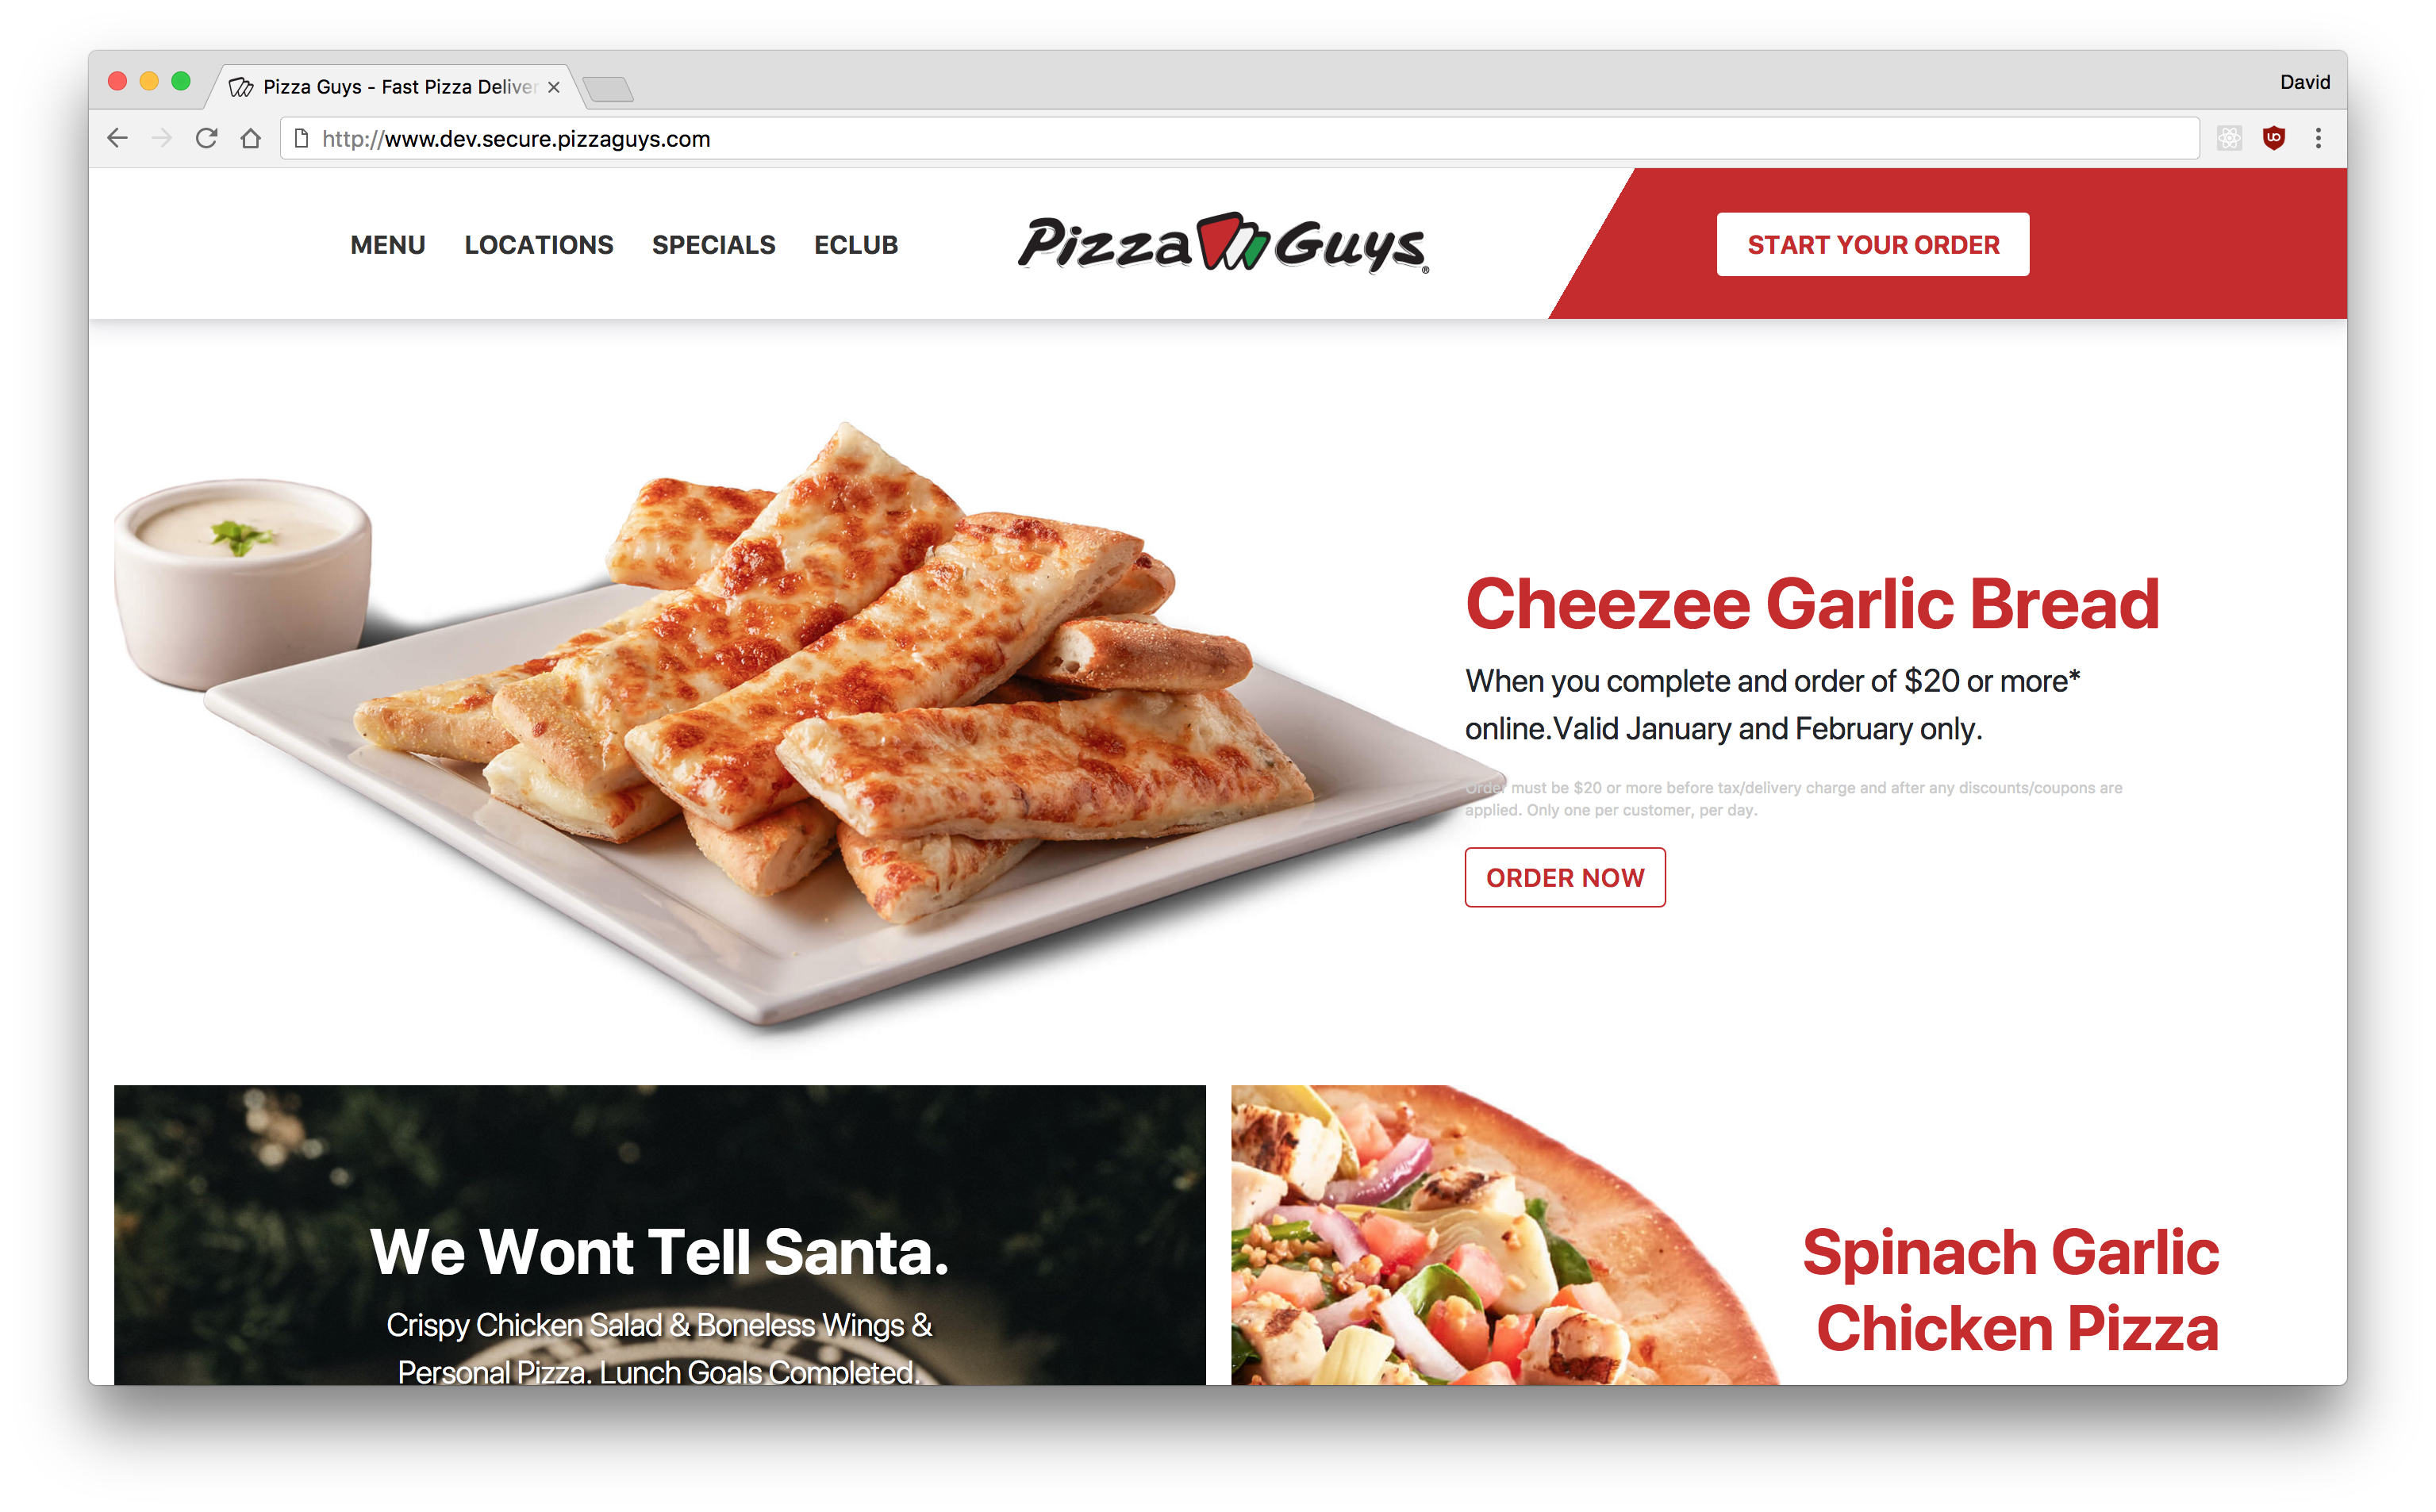 Pizza Guys - Fast Pizza Deliver
David
http://www.dev.secure.pizzaguys.com
MENU LOCATIONS SPECIALS ECLUB
Pizza Guys®
START YOUR ORDER
Cheezee Garlic Bread
When you complete and order of $20 or more*
online.Valid January and February only.
Order must be $20 or more before tax/delivery charge and after any discounts/coupons are
applied. Only one per customer, per day.
ORDER NOW
We Wont Tell Santa.
Crispy Chicken Salad & Boneless Wings &
Personal Pizza. Lunch Goals Completed.
Spinach Garlic
Chicken Pizza